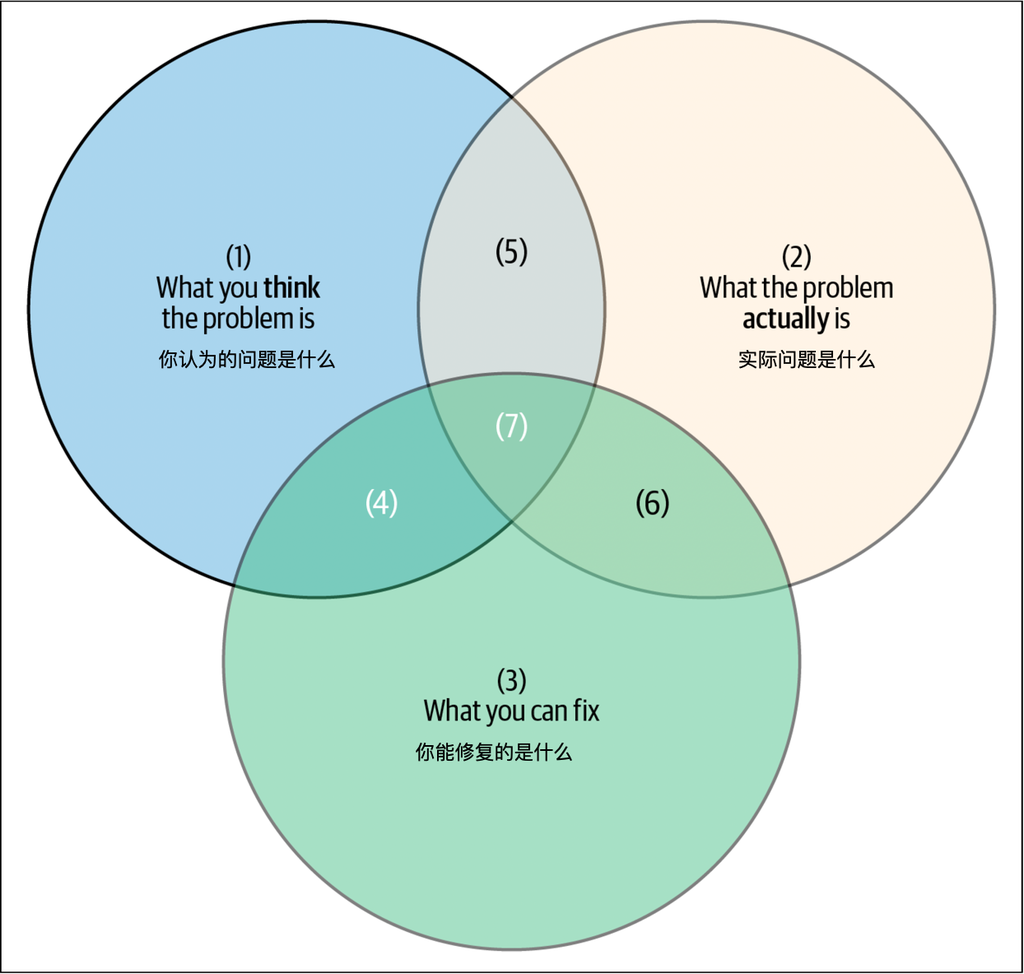 (1)
What you think
the problem is
你认为的问题是什么
(5)
(2)
What the problem
actually is
实际问题是什么
(7)
(4)
(6)
(3)
What you can fix
你能修复的是什么